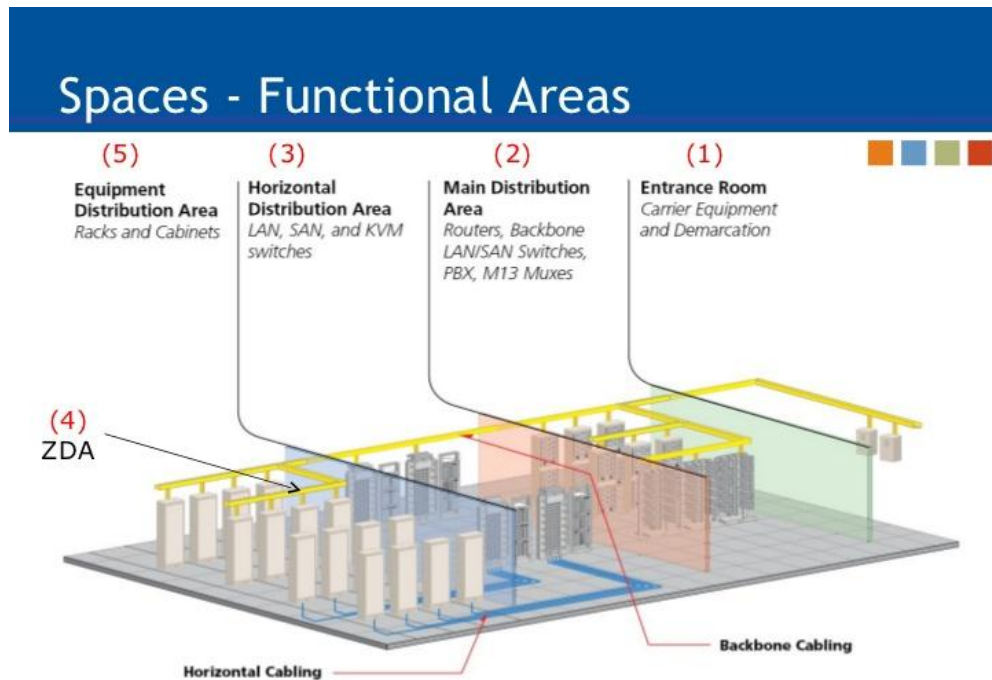 Spaces - Functional Areas
(5)
Equipment
Distribution Area
Racks and Cabinets
(3)
Horizontal
Distribution Area
LAN, SAN, and KVM
switches
(2)
Main Distribution
Area
Routers, Backbone
LAN/SAN Switches,
PBX, M13 Muxes
(1)
Entrance Room
Carrier Equipment
and Demarcation
(4)
ZDA
Backbone Cabling
Horizontal Cabling